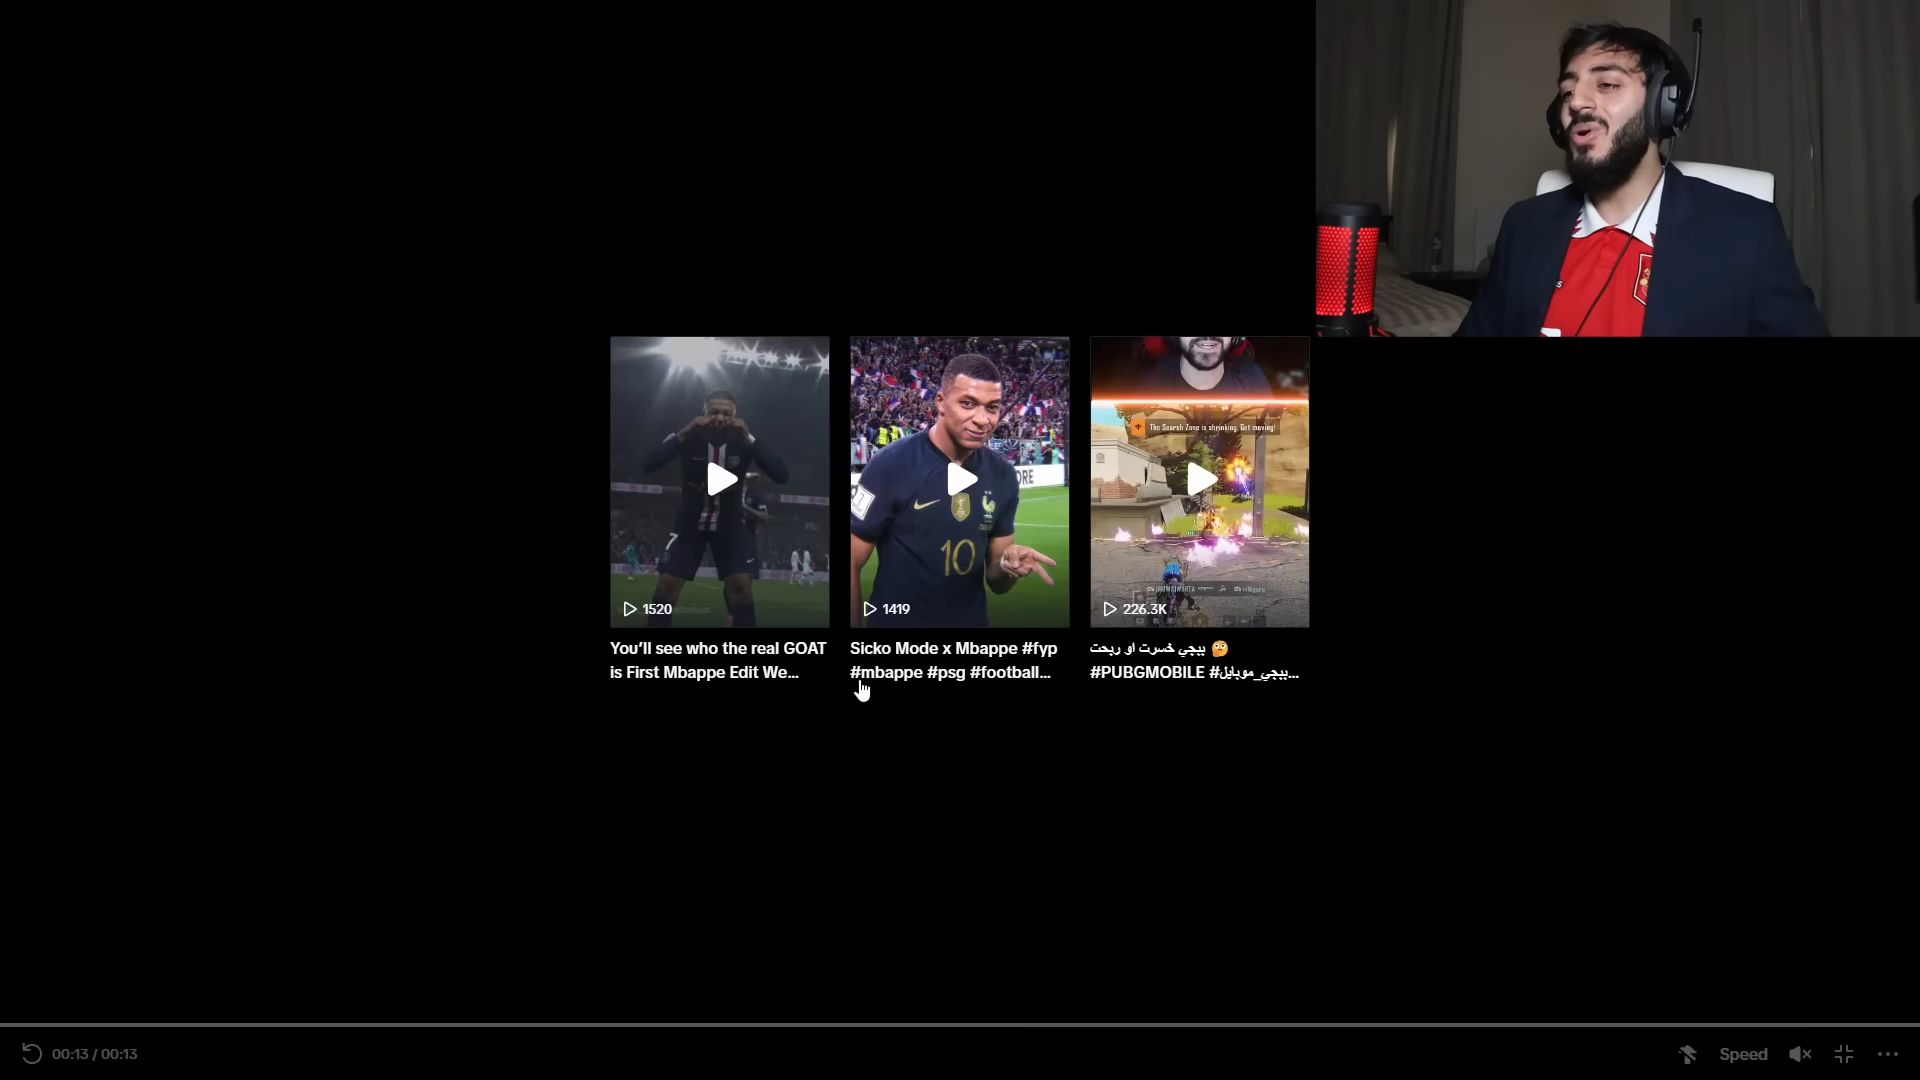 The Search Zone is shrinking. Get moving!
ORE
7
10
1520
1419
226.3K
You'll see who the real GOAT
is First Mbappe Edit We...
Sicko Mode x Mbappe #fyp
#mbappe #psg #football...
ببجي خسرت او ربحت 🤔
#PUBGMOBILE #ببجي_موبايل...
00:13 / 00:13
Speed